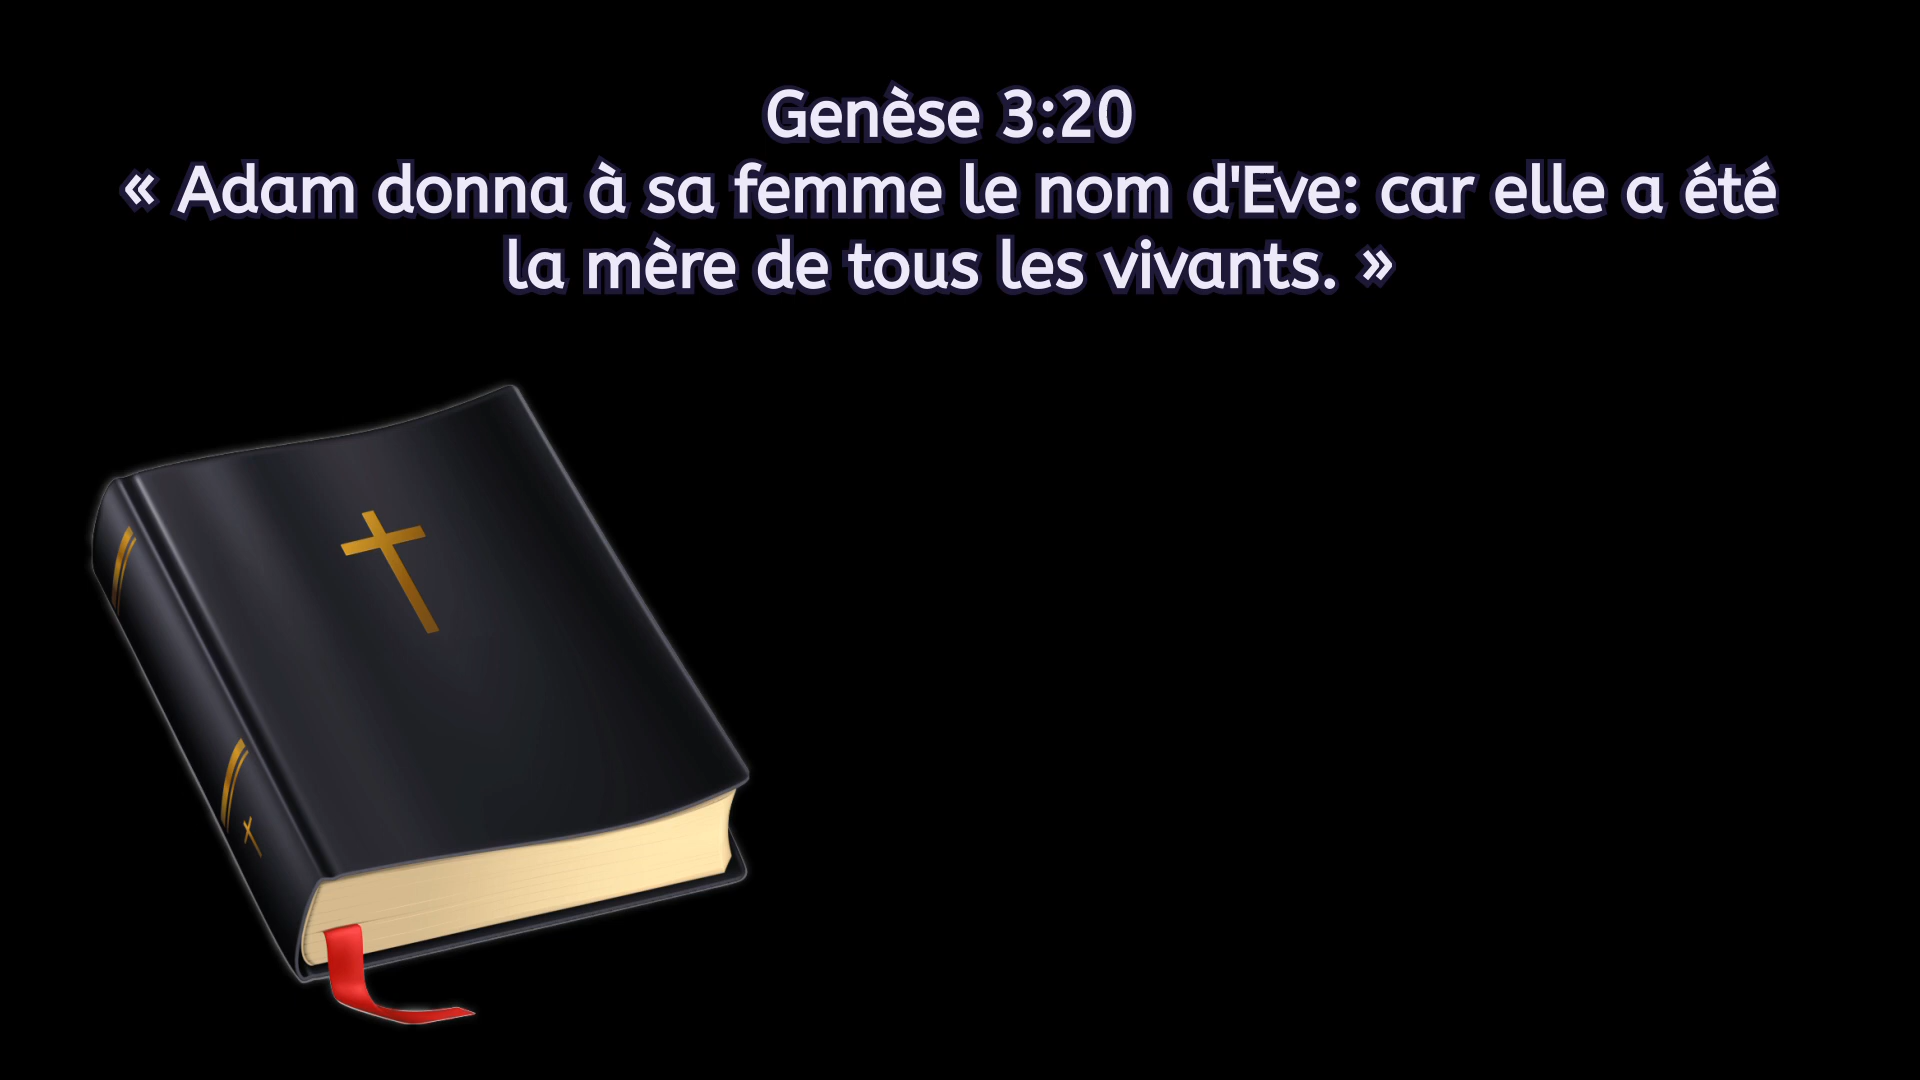 Genèse 3:20
« Adam donna à sa femme le nom d'Eve: car elle a été
la mère de tous les vivants. »